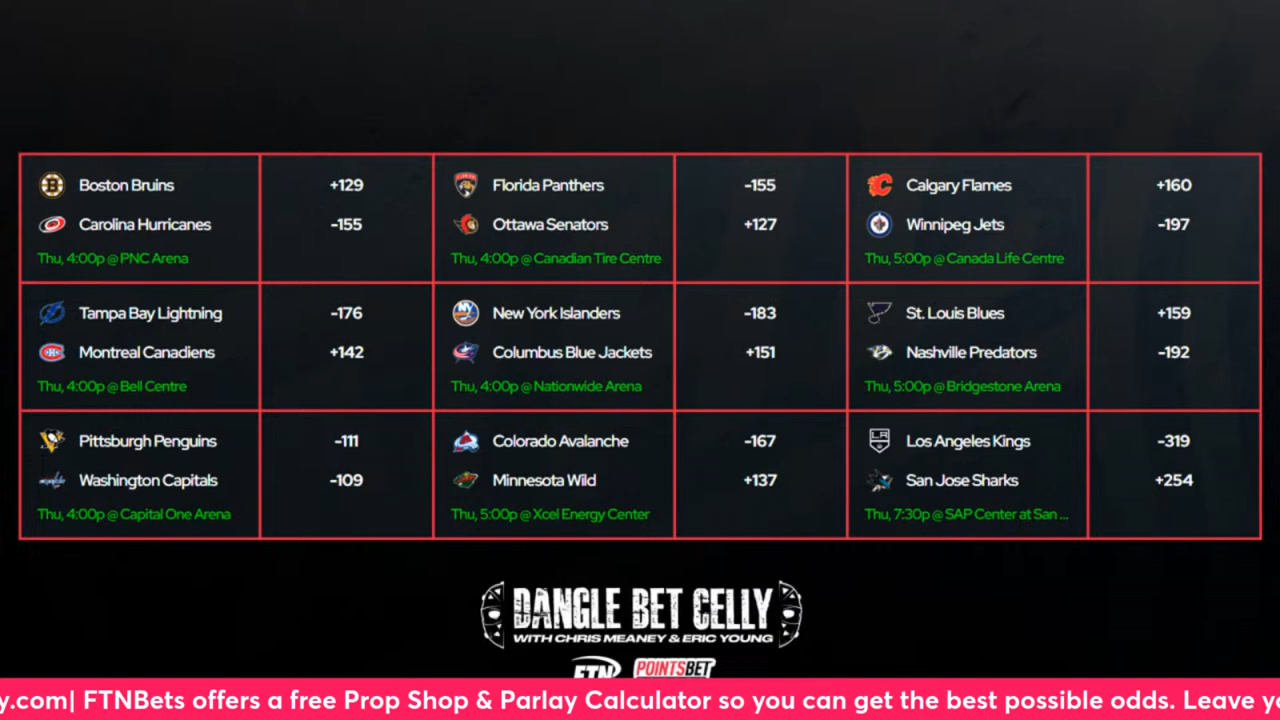 Boston Bruins +129
Carolina Hurricanes -155
Thu, 4:00p @ PNC Arena
Florida Panthers -155
Ottawa Senators +127
Thu, 4:00p @ Canadian Tire Centre
Calgary Flames +160
Winnipeg Jets -197
Thu, 5:00p @ Canada Life Centre
Tampa Bay Lightning -176
Montreal Canadiens +142
Thu, 4:00p @ Bell Centre
New York Islanders -183
Columbus Blue Jackets +151
Thu, 4:00p @ Nationwide Arena
St. Louis Blues +159
Nashville Predators -192
Thu, 5:00p @ Bridgestone Arena
Pittsburgh Penguins -111
Washington Capitals -109
Thu, 4:00p @ Capital One Arena
Colorado Avalanche -167
Minnesota Wild +137
Thu, 5:00p @ Xcel Energy Center
Los Angeles Kings -319
San Jose Sharks +254
Thu, 7:30p @ SAP Center at San ...
DANGLE BET CELLY
WITH CHRIS MEANEY & ERIC YOUNG
FTN POINTSBET
y.com| FTNBets offers a free Prop Shop & Parlay Calculator so you can get the best possible odds. Leave yo